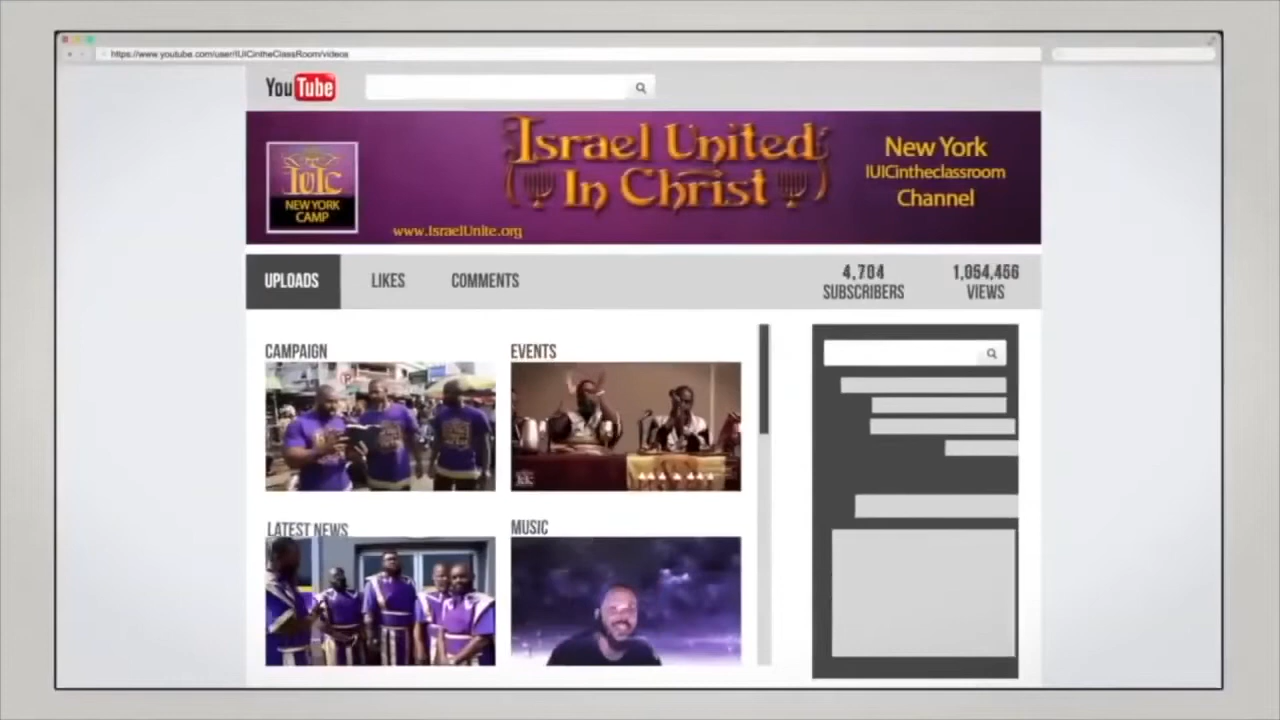 https://www.youtube.com/user/IUICintheClassRoom/videos
YouTube
Israel United
In Christ
New York
IUICintheclassroom
Channel
IUIC
NEW YORK
CAMP
www.IsraelUnite.org
UPLOADS
LIKES
COMMENTS
4,704
SUBSCRIBERS
1,054,456
VIEWS
CAMPAIGN
EVENTS
LATEST NEWS
MUSIC